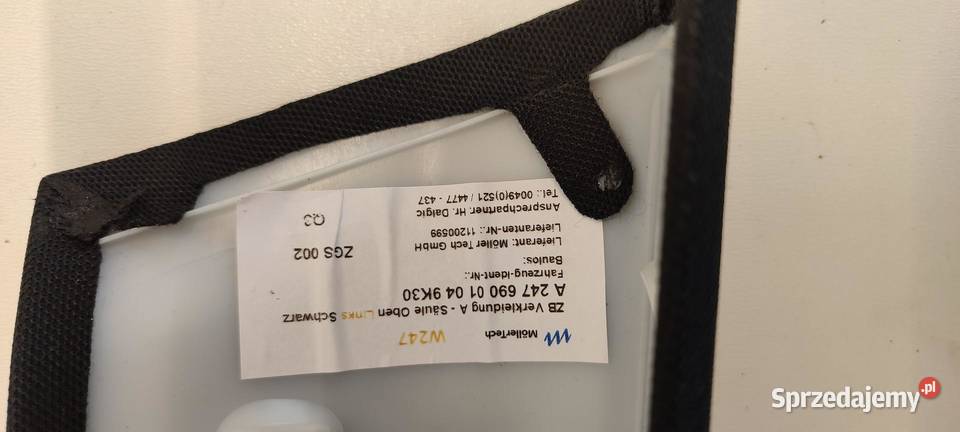 MöllerTech
W247
ZB Verkleidung A - Säule Oben Links Schwarz
A 247 690 01 04 9K30
Fahrzeug-Ident-Nr.:
Baulos:
Lieferant: Möller Tech GmbH
ZGS 002
Lieferanten-Nr.: 11200599
Ansprechpartner: Hr. Dalgic
Q3
Tel.: 0049(0)521 / 4477 - 437
Sprzedajemy.pl